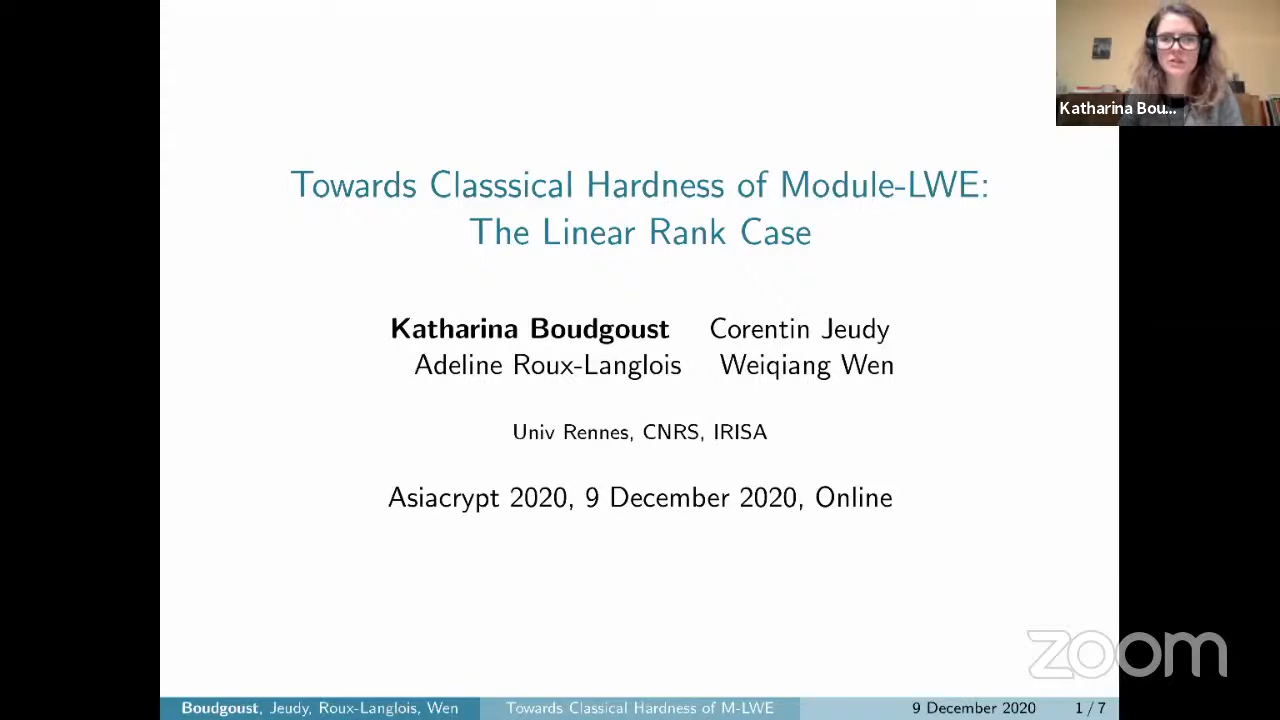 Katharina Bou...
Towards Classsical Hardness of Module-LWE:
The Linear Rank Case
Katharina Boudgoust Corentin Jeudy
Adeline Roux-Langlois Weiqiang Wen
Univ Rennes, CNRS, IRISA
Asiacrypt 2020, 9 December 2020, Online
zoom
Boudgoust, Jeudy, Roux-Langlois, Wen Towards Classical Hardness of M-LWE 9 December 2020 1 / 7